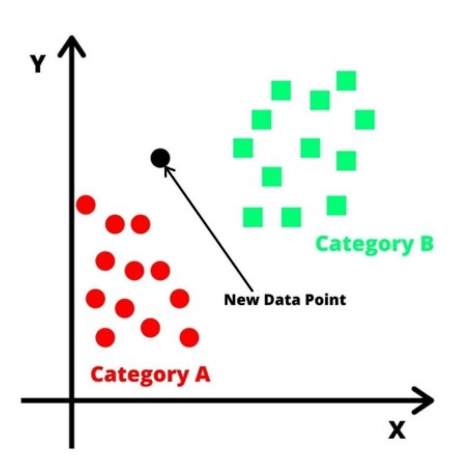 Y
Category B
New Data Point
Category A
X